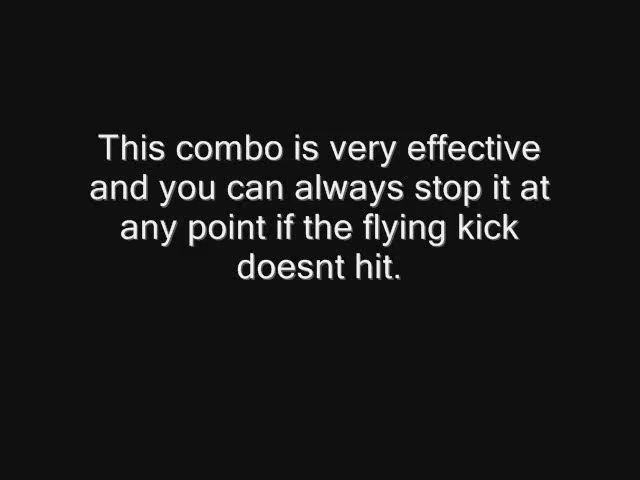 This combo is very effective
and you can always stop it at
any point if the flying kick
doesnt hit.